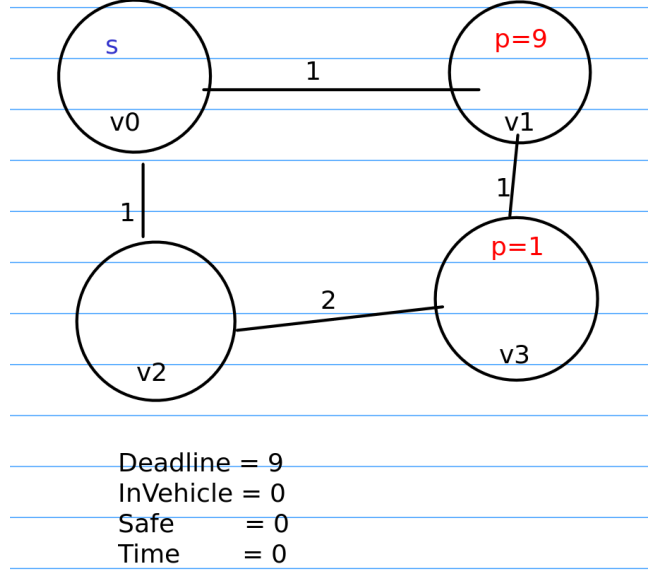 s
p=9
1
v0
v1
1
1
p=1
2
v3
v2
Deadline = 9
InVehicle = 0
Safe = 0
Time = 0